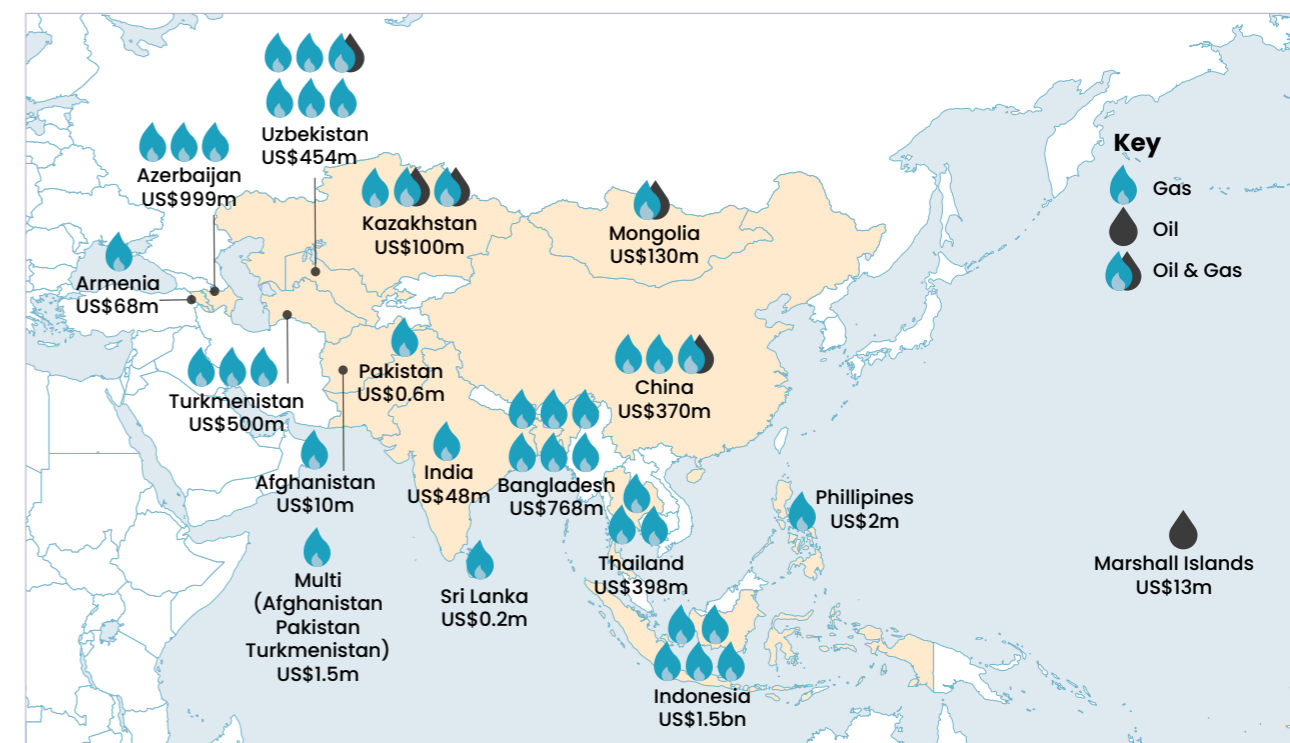 Uzbekistan
US$454m
Azerbaijan
US$999m
Kazakhstan
US$100m
Mongolia
US$130m
Key
Gas
Oil
Oil & Gas
Armenia
US$68m
Pakistan
US$0.6m
China
US$370m
Turkmenistan
US$500m
Afghanistan
US$10m
India
US$48m
Bangladesh
US$768m
Phillipines
US$2m
Thailand
US$398m
Marshall Islands
US$13m
Multi
(Afghanistan
Pakistan
Turkmenistan)
US$1.5m
Sri Lanka
US$0.2m
Indonesia
US$1.5bn